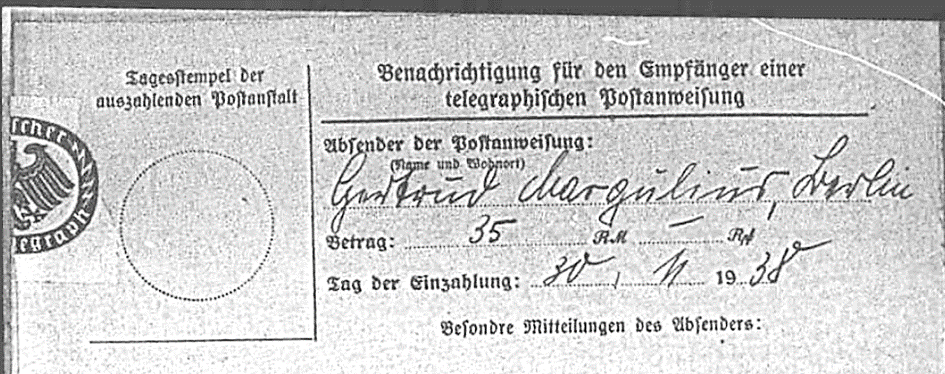 Tagesstempel der
auszahlenden Postanstalt
Benachrichtigung für den Empfänger einer
telegraphischen Postanweisung
Absender der Postanweisung:
(Name und Wohnort)
Gertrud Margulius, Berlin
Betrag: 35 RM — Rpf
Tag der Einzahlung: 30. 11 1938
Besondre Mitteilungen des Absenders: